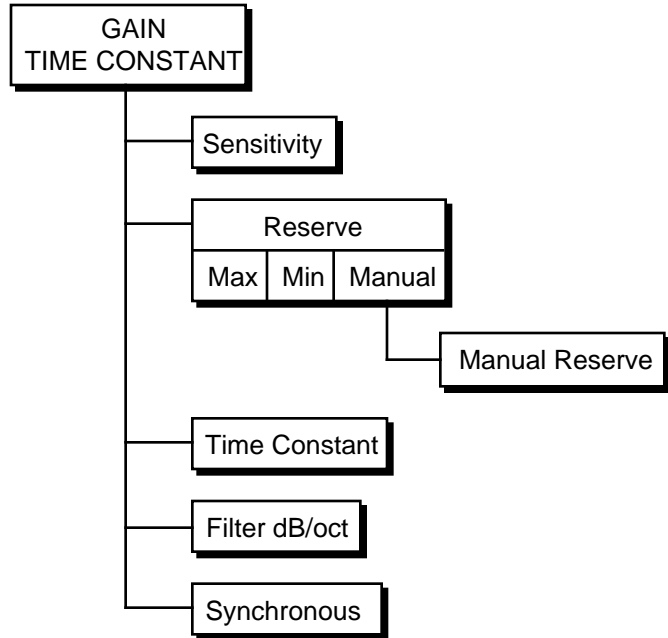 GAIN
TIME CONSTANT
Sensitivity
Reserve
Max Min Manual
Manual Reserve
Time Constant
Filter dB/oct
Synchronous